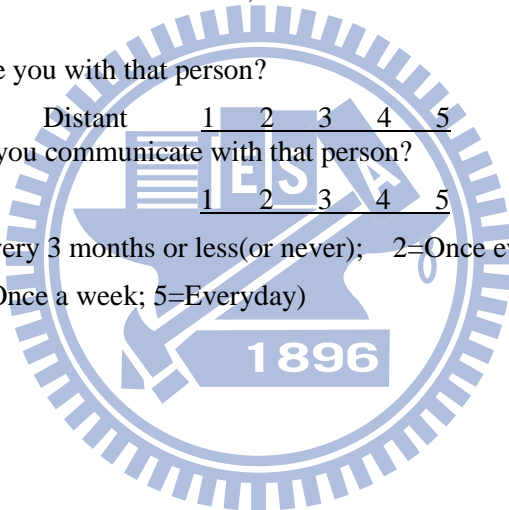 e you with that person?
Distant 1 2 3 4 5
you communicate with that person?
1 2 3 4 5
very 3 months or less(or never); 2=Once ev
Once a week; 5=Everyday)
ESA
1896